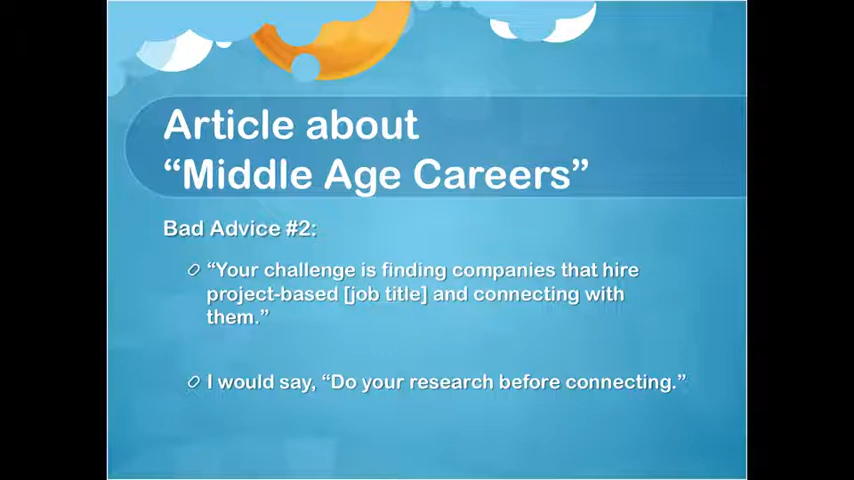 Article about
“Middle Age Careers”
Bad Advice #2:
“Your challenge is finding companies that hire
project-based [job title] and connecting with
them.”
I would say, “Do your research before connecting.”